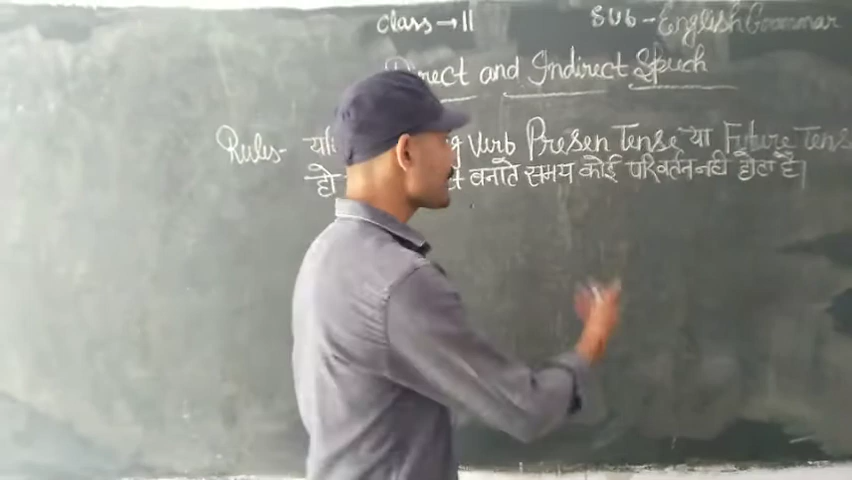 Class → 11 Sub - English Grammar
Direct and Indirect Speech
Rules - यदि Verb Presen Tense या Future Tens
हो बनाते समय कोई परिवर्तन नही होता है।